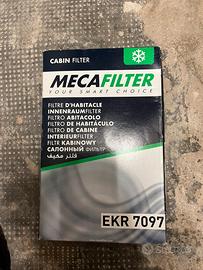 CABIN FILTER
MECAFILTER
YOUR SMART CHOICE
FILTRE D'HABITACLE
INNENRAUMFILTER
FILTRO ABITACOLO
FILTRO DE HABITÁCULO
FILTRO DE CABINE
INTERIEURFILTER
FILTR KABINOWY
САЛОННЫЙ ФИЛЬТР
فلتر مكيف
EKR 7097